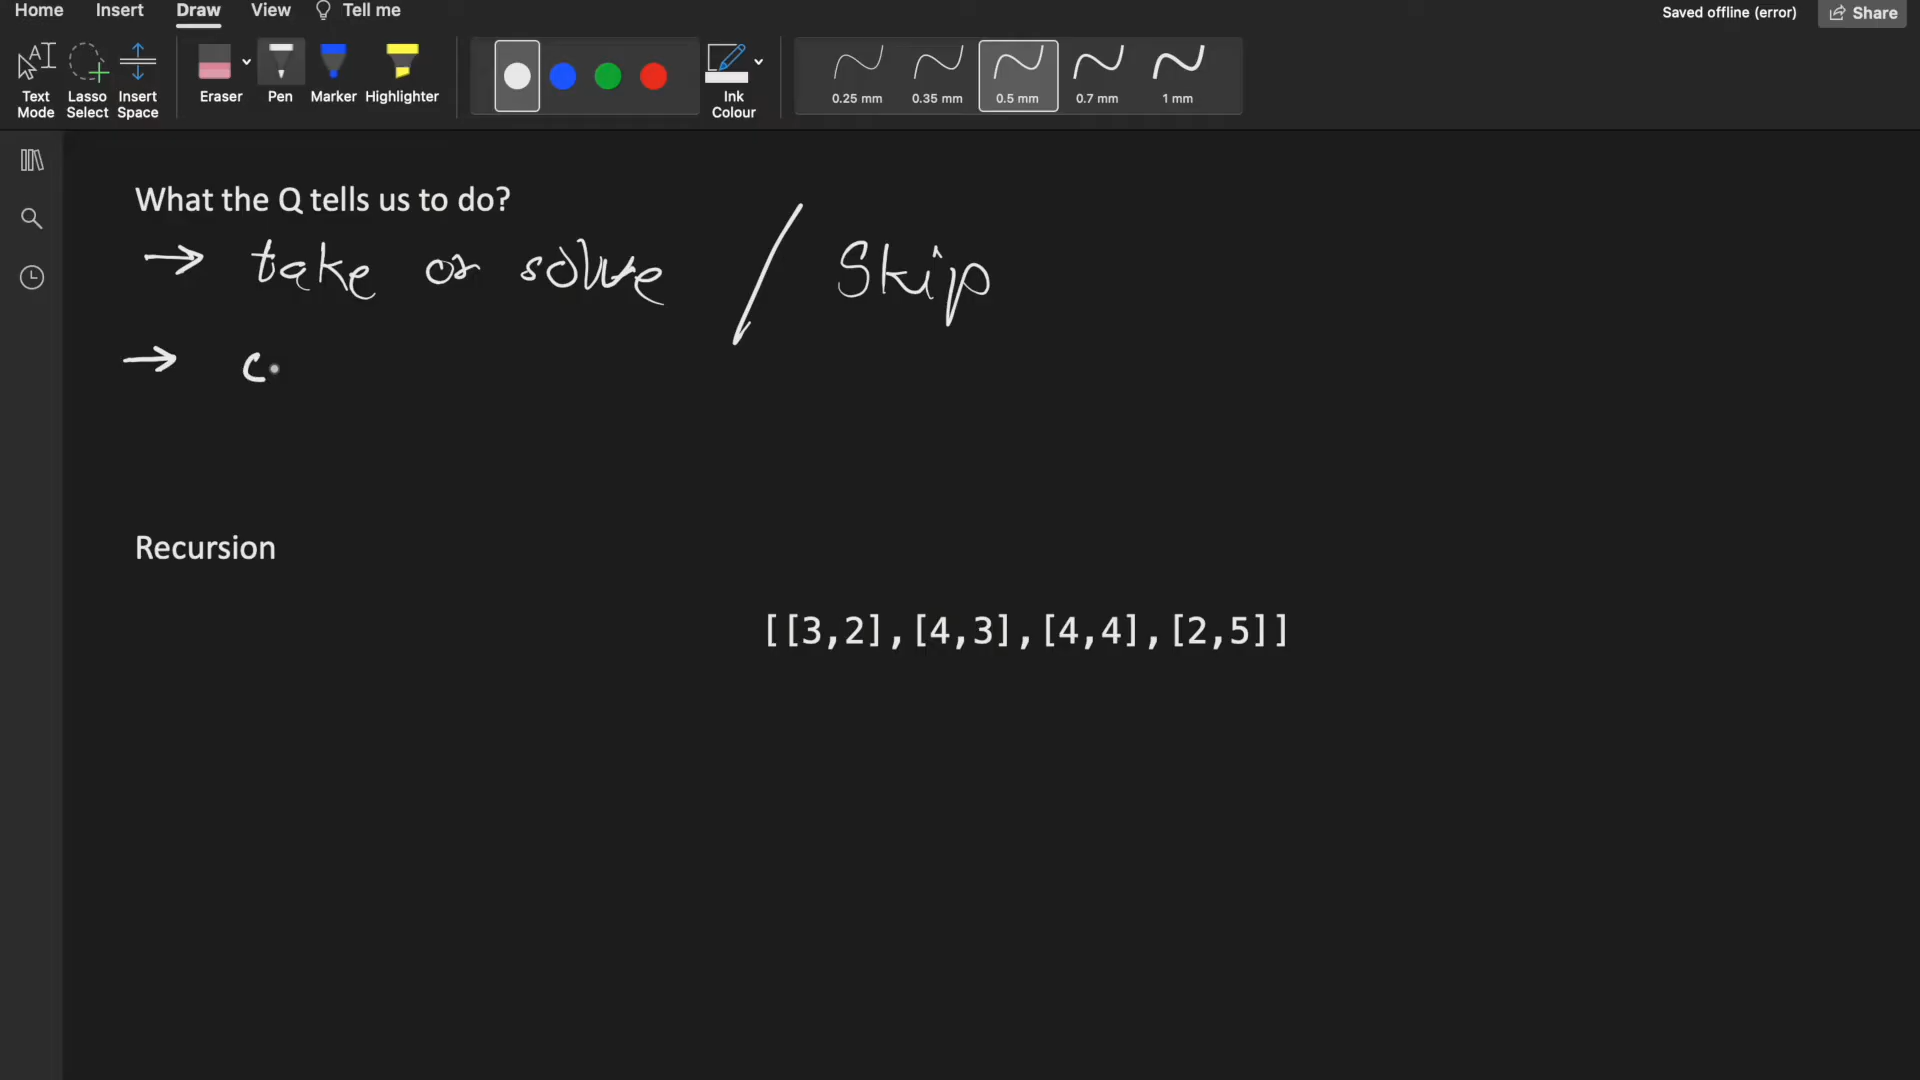 Home Insert Draw View Tell me Saved offline (error) Share
Text Mode Lasso Select Insert Space Eraser Pen Marker Highlighter Ink Colour 0.25 mm 0.35 mm 0.5 mm 0.7 mm 1 mm
What the Q tells us to do?
→ take or solve / Skip
→ c
Recursion
[[3,2],[4,3],[4,4],[2,5]]